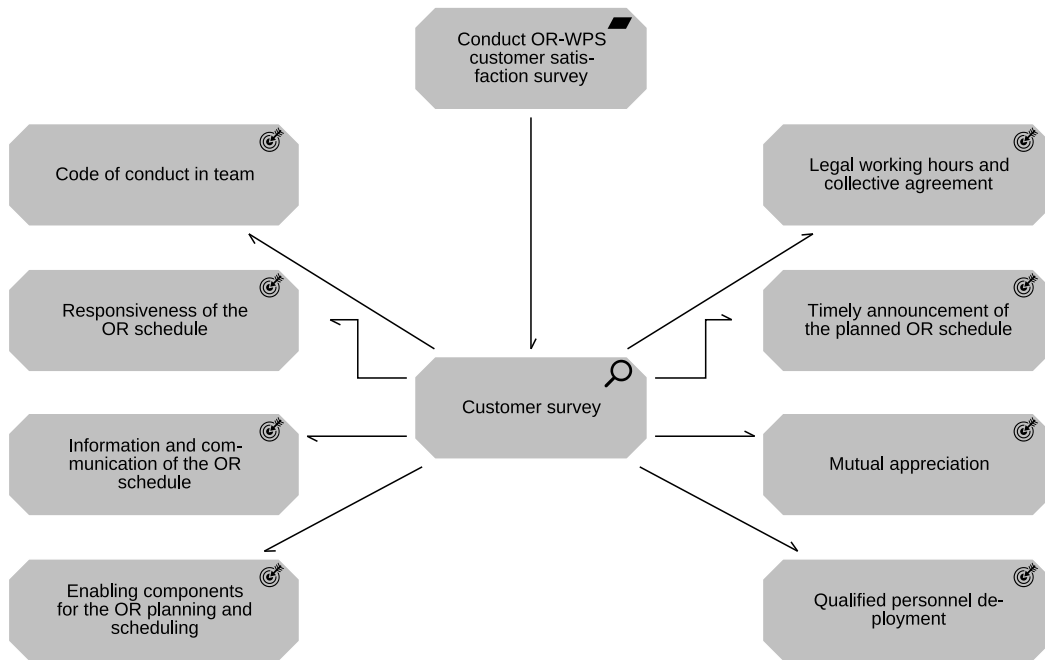 Conduct OR-WPS
customer satis-
faction survey
Code of conduct in team
Legal working hours and
collective agreement
Responsiveness of the
OR schedule
Timely announcement of
the planned OR schedule
Customer survey
Information and com-
munication of the OR
schedule
Mutual appreciation
Enabling components
for the OR planning and
scheduling
Qualified personnel de-
ployment